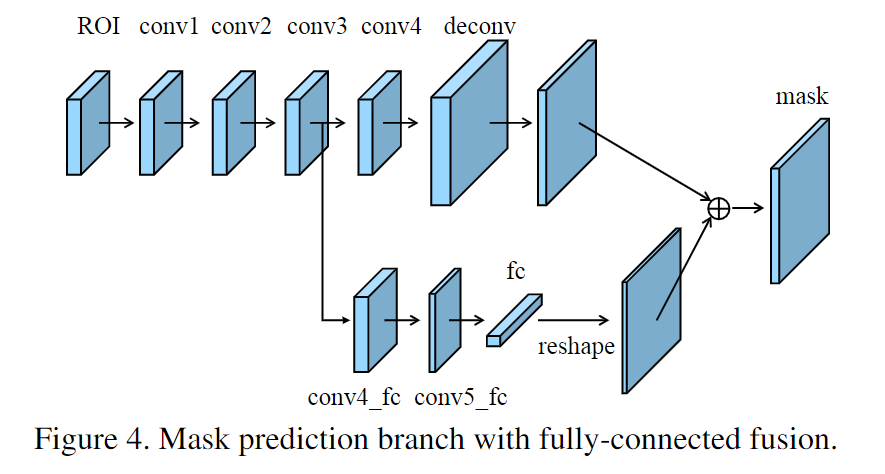 ROI conv1 conv2 conv3 conv4 deconv
mask
fc
reshape
conv4_fc conv5_fc
Figure 4. Mask prediction branch with fully-connected fusion.